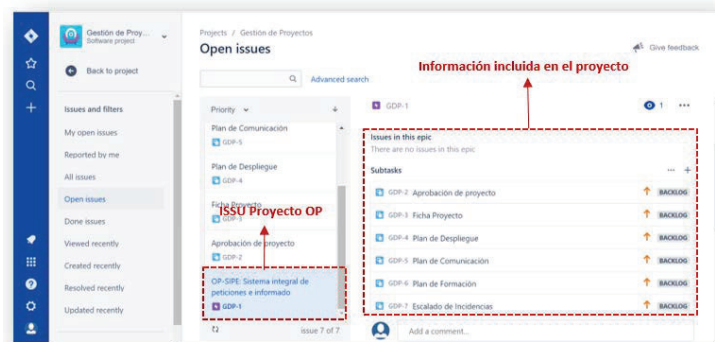 Gestión de Proy...
Software project
Back to project
Issues and filters
My open issues
Reported by me
All issues
Open issues
Done issues
Viewed recently
Created recently
Resolved recently
Updated recently
Projects / Gestión de Proyectos
Open issues
Give feedback
Advanced search
Información incluida en el proyecto
Priority
Plan de Comunicación
GDP-5
Plan de Despliegue
GDP-4
Ficha Proyecto
GDP-3
ISSU Proyecto OP
Aprobación de proyecto
GDP-2
OP-SIPE: Sistema integral de
peticiones e informado
GDP-1
issue 7 of 7
GDP-1
1
Issues in this epic
There are no issues in this epic
Subtasks
GDP-2 Aprobación de proyecto BACKLOG
GDP-3 Ficha Proyecto BACKLOG
GDP-4 Plan de Despliegue BACKLOG
GDP-5 Plan de Comunicación BACKLOG
GDP-6 Plan de Formación BACKLOG
GDP-7 Escalado de Incidencias BACKLOG
Add a comment...